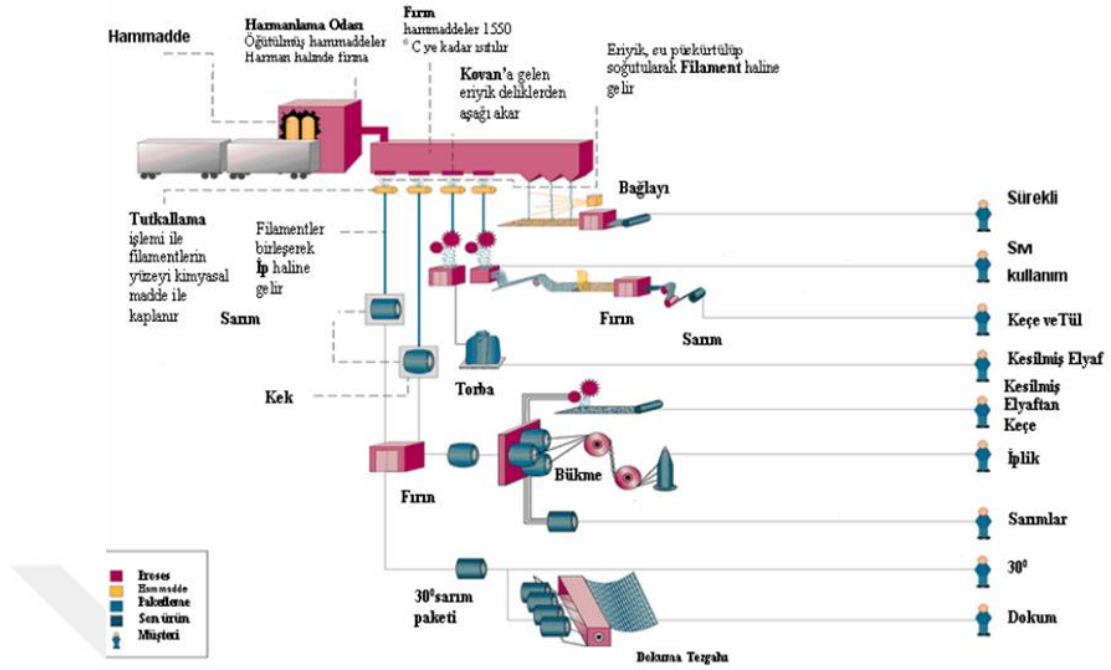 Hammadde
Harmanlama Odası
Öğütülmüş hammaddeler
Harman halinde fırına
Fırın
hammaddeler 1550
°C ye kadar ısıtılır
Kovan'a gelen
eriyik deliklerden
aşağı akar
Eriyik, su püskürtülüp
soğutularak Filament haline
gelir
Tutkallama
işlemi ile
filamentlerin
yüzeyi kimyasal
madde ile
kaplanır
Filamentler
birleşerek
İp haline
gelir
Sarım
Kek
Bağlayı
Fırın
Sarım
Torba
Fırın
Bükme
30⁰sarım
paketi
Dokuma Tezgahı
Sürekli
kullanım
Keçe ve Tül
Kesilmiş Elyaf
Kesilmiş
Elyaftan
Keçe
İplik
Sarımlar
30⁰
Dokum
Proses
Hammadde
Paketleme
Son ürün
Müşteri